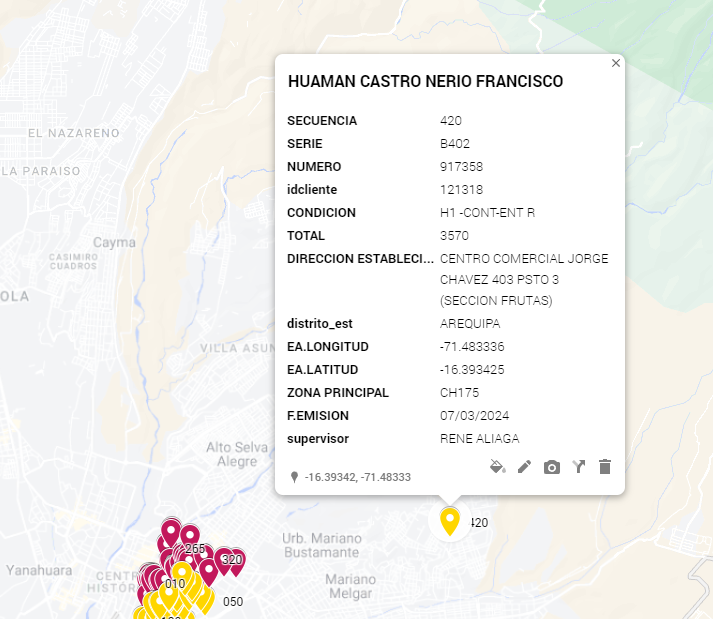 HUAMAN CASTRO NERIO FRANCISCO
SECUENCIA 420
SERIE B402
NUMERO 917358
idcliente 121318
CONDICION H1 -CONT-ENT R
TOTAL 3570
DIRECCION ESTABLECI... CENTRO COMERCIAL JORGE
CHAVEZ 403 PSTO 3
(SECCION FRUTAS)
distrito_est AREQUIPA
EA.LONGITUD -71.483336
EA.LATITUD -16.393425
ZONA PRINCIPAL CH175
F.EMISION 07/03/2024
supervisor RENE ALIAGA
-16.39342, -71.48333
EL NAZARENO
LA PARAISO
Cayma
CASIMIRO
CUADROS
OLA
VILLA ASUN
Alto Selva
Alegre
420
Urb. Mariano
Bustamante
265
320
Yanahuara
CENTR
HISTÓR
010
Mariano
Melgar
050